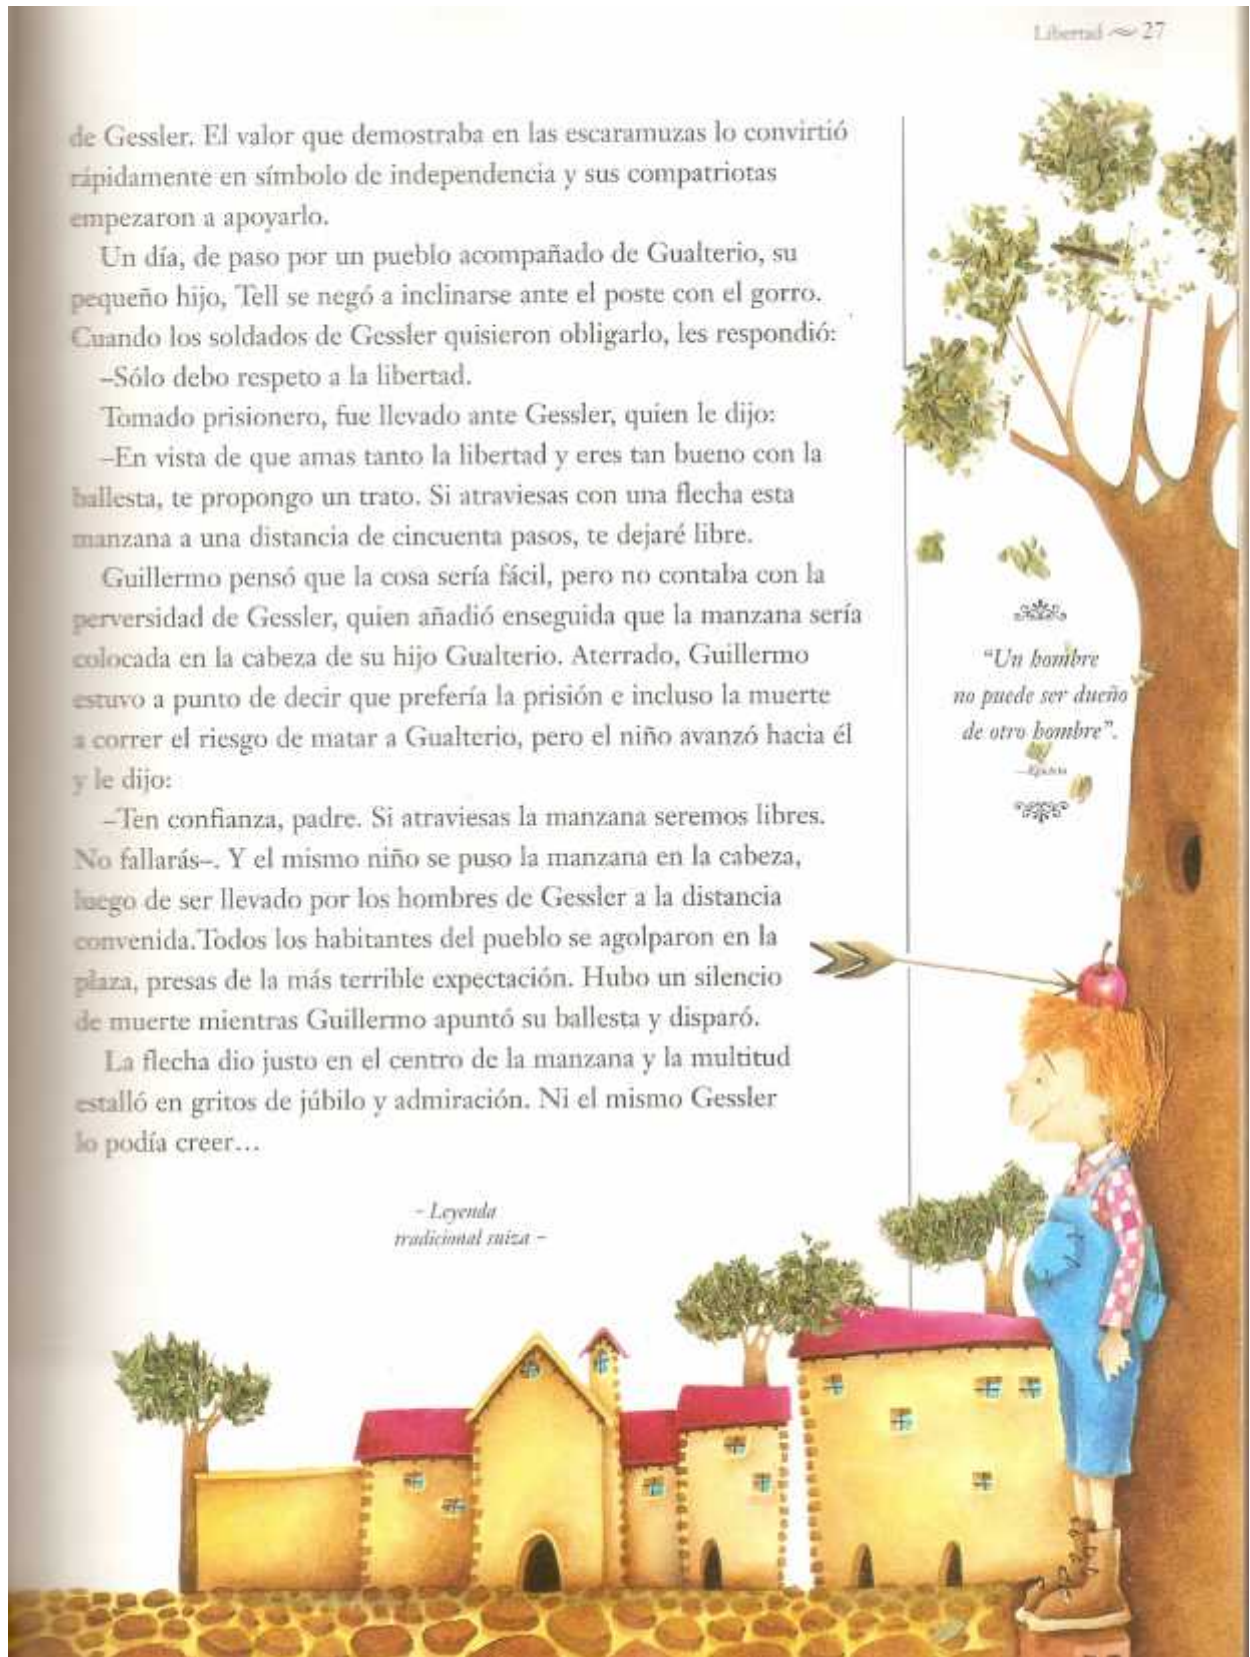 Libertad 27
de Gessler. El valor que demostraba en las escaramuzas lo convirtió
rápidamente en símbolo de independencia y sus compatriotas
empezaron a apoyarlo.
Un día, de paso por un pueblo acompañado de Gualterio, su
pequeño hijo, Tell se negó a inclinarse ante el poste con el gorro.
Cuando los soldados de Gessler quisieron obligarlo, les respondió:
–Sólo debo respeto a la libertad.
Tomado prisionero, fue llevado ante Gessler, quien le dijo:
–En vista de que amas tanto la libertad y eres tan bueno con la
ballesta, te propongo un trato. Si atraviesas con una flecha esta
manzana a una distancia de cincuenta pasos, te dejaré libre.
Guillermo pensó que la cosa sería fácil, pero no contaba con la
perversidad de Gessler, quien añadió enseguida que la manzana sería
colocada en la cabeza de su hijo Gualterio. Aterrado, Guillermo
estuvo a punto de decir que prefería la prisión e incluso la muerte
a correr el riesgo de matar a Gualterio, pero el niño avanzó hacia él
y le dijo:
–Ten confianza, padre. Si atraviesas la manzana seremos libres.
No fallarás–. Y el mismo niño se puso la manzana en la cabeza,
luego de ser llevado por los hombres de Gessler a la distancia
convenida.Todos los habitantes del pueblo se agolparon en la
plaza, presas de la más terrible expectación. Hubo un silencio
de muerte mientras Guillermo apuntó su ballesta y disparó.
La flecha dio justo en el centro de la manzana y la multitud
estalló en gritos de júbilo y admiración. Ni el mismo Gessler
lo podía creer…
– Leyenda
tradicional suiza –
“Un hombre
no puede ser dueño
de otro hombre”.
—Epicteto